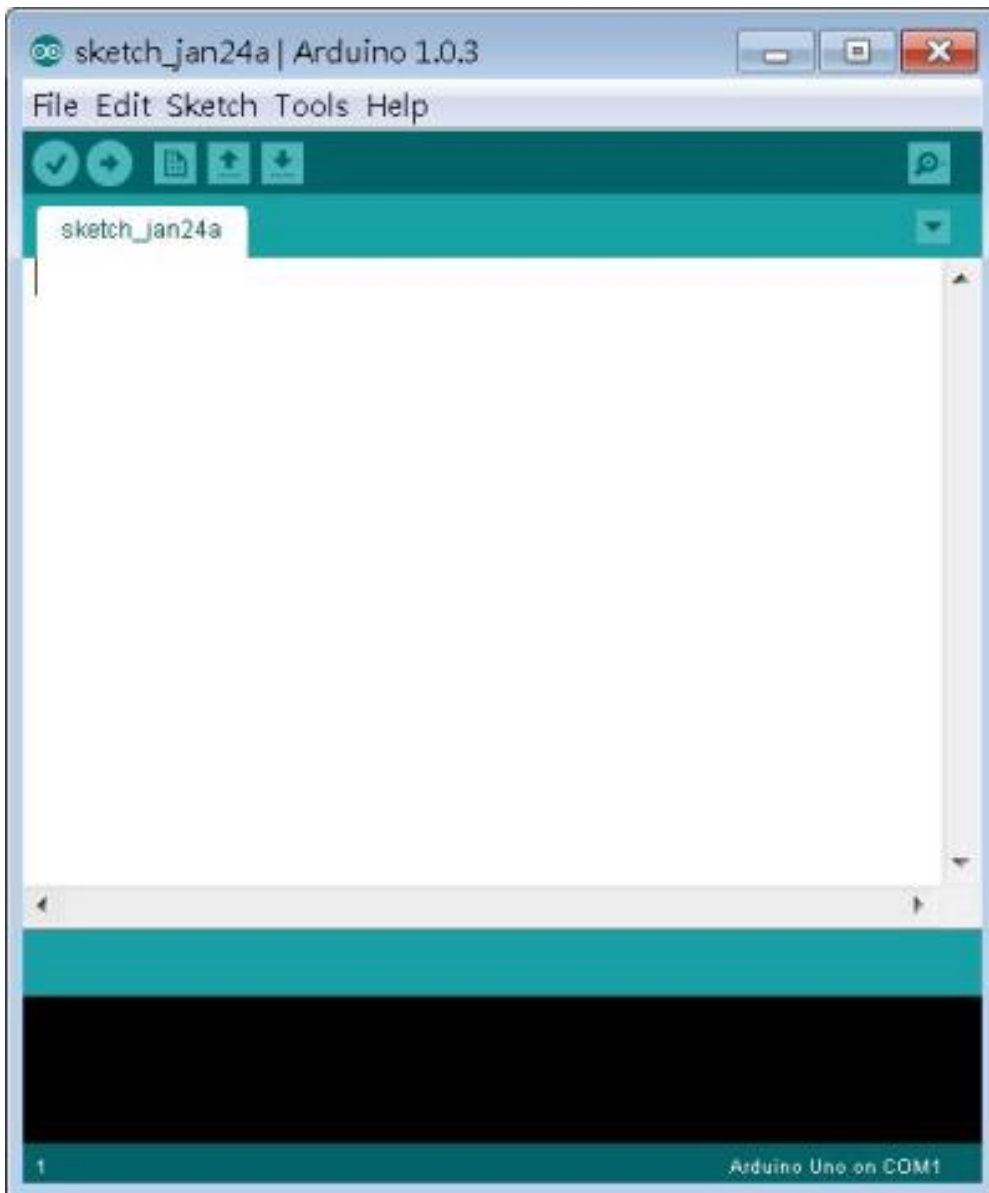 sketch_jan24a | Arduino 1.0.3
File Edit Sketch Tools Help
sketch_jan24a
1
Arduino Uno on COM1